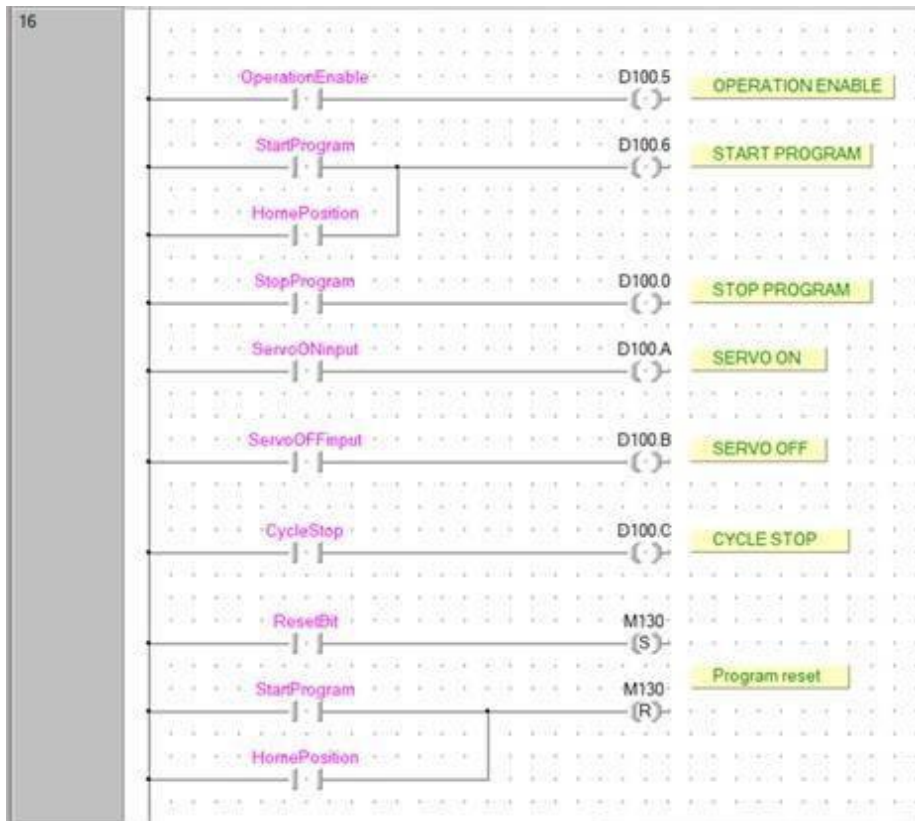 16
OperationEnable D100.5 OPERATION ENABLE
StartProgram D100.6 START PROGRAM
HomePosition
StopProgram D100.0 STOP PROGRAM
ServoONinput D100.A SERVO ON
ServoOFFinput D100.B SERVO OFF
CycleStop D100.C CYCLE STOP
ResetBit M130
S
Program reset
StartProgram M130
R
HomePosition